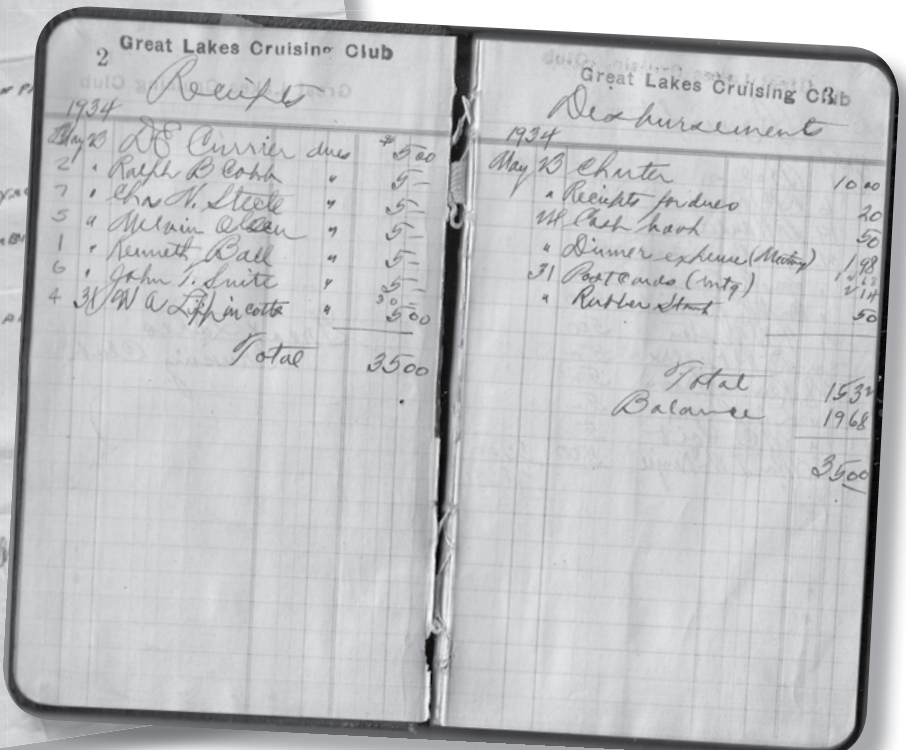 2 Great Lakes Cruising Club
Receipts
1934
May 23 D E Currier dues $5 00
2 " Ralph B Cobb " 5 -
7 " Chas N. Steele " 5 -
5 " Melvin Olsen " 5 -
1 " Kenneth Ball " 5 -
6 " John T. Snite " 5 -
4 31 W A Lippincott " 5 00
Total 35 00
Great Lakes Cruising Club 3
Disbursements
1934
May 23 Charter 10 00
" Receipts for dues 20
24 Cash book 50
" Dinner expense (Meeting) 1 98
31 Post Cards (mtg) 2 14
" Rubber Stamp 50
Total 15 32
Balance 19 68
35 00